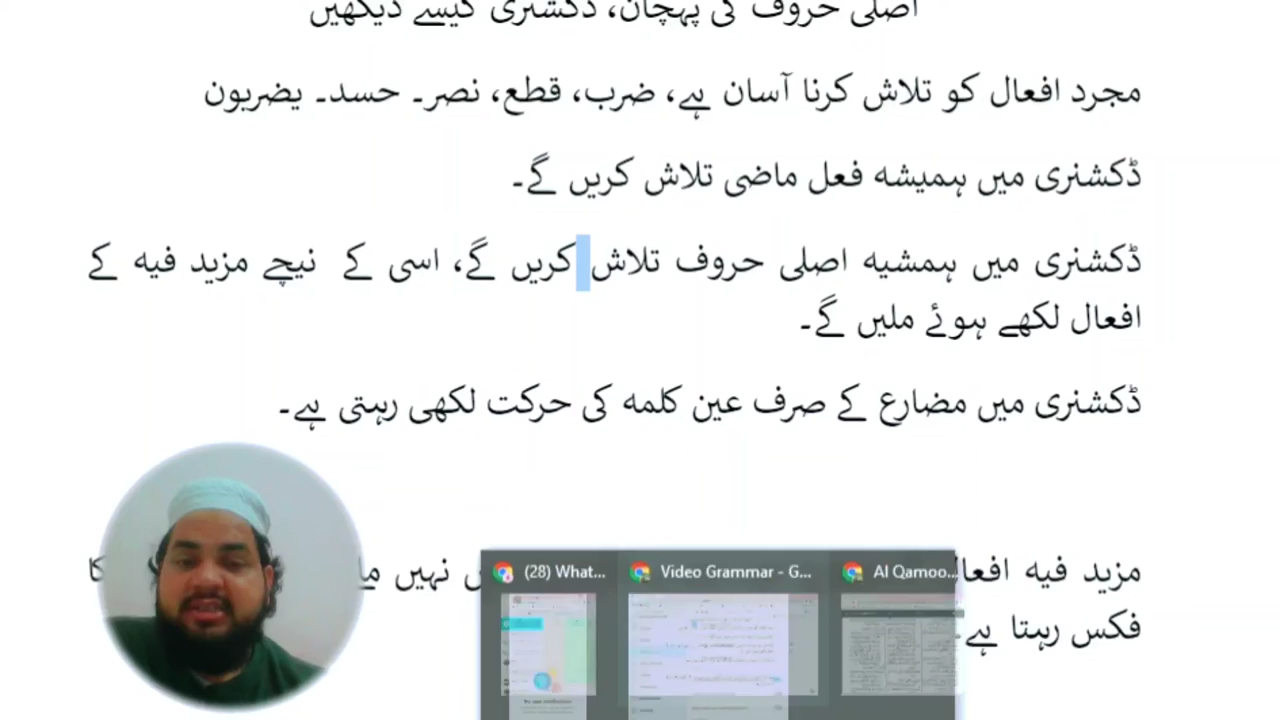 اصلی حروف کی پہچان، ڈکشنری کیسے دیکھیں
مجرد افعال کو تلاش کرنا آسان ہے، ضرب، قطع، نصر۔ حسد۔ یضربون
ڈکشنری میں ہمیشہ فعل ماضی تلاش کریں گے۔
ڈکشنری میں ہمشیہ اصلی حروف تلاش کریں گے، اسی کے نیچے مزید فیہ کے
افعال لکھے ہوئے ملیں گے۔
ڈکشنری میں مضارع کے صرف عین کلمہ کی حرکت لکھی رہتی ہے۔
مزید فیہ نہیں کا
فکس رہتا ہے
(28) What...
Video Grammar - G...
Al Qamoo...